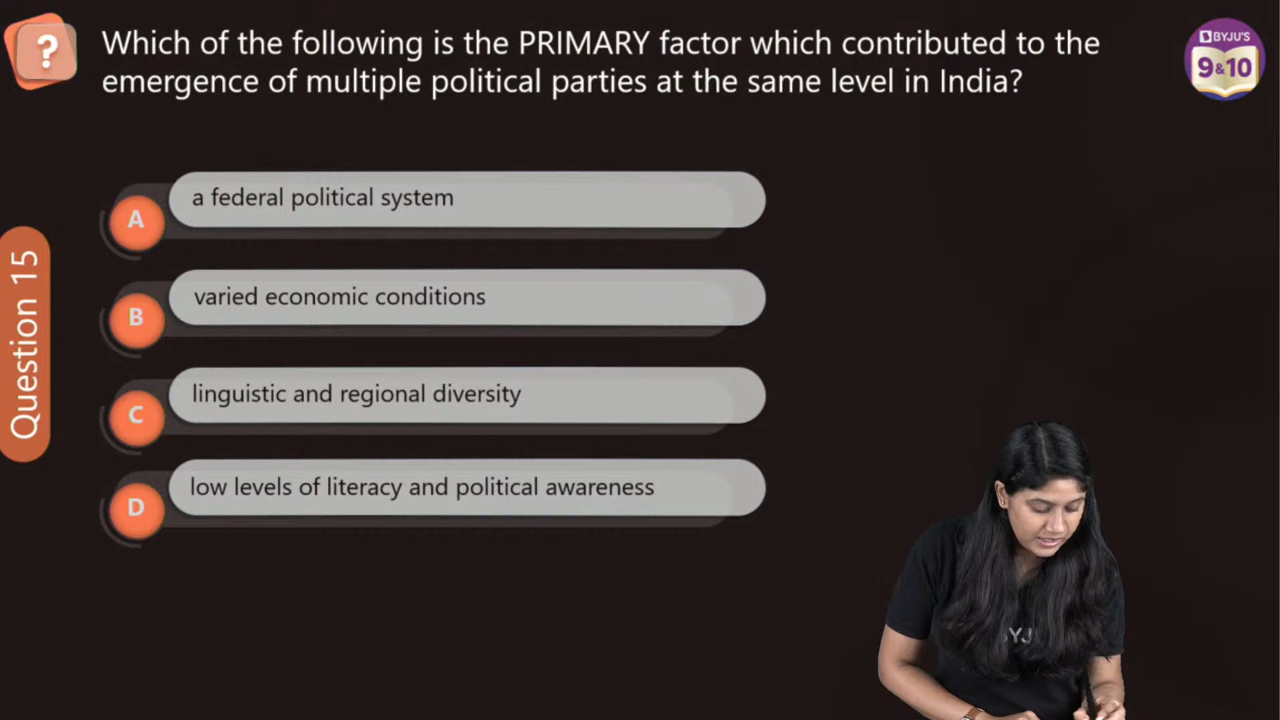 ?
Which of the following is the PRIMARY factor which contributed to the
emergence of multiple political parties at the same level in India?
BYJU'S
9&10
Question 15
A
a federal political system
B
varied economic conditions
C
linguistic and regional diversity
D
low levels of literacy and political awareness
YJ